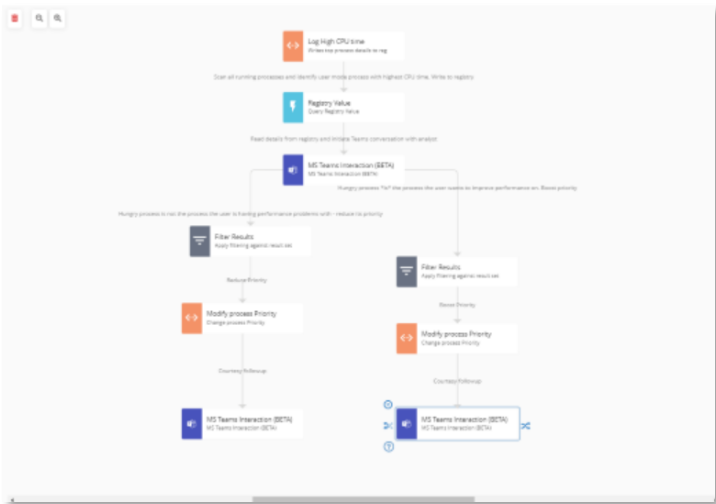 Log High CPU time
Writes top process details to reg
Scan all running processes and identify user mode process with highest CPU time. Write to registry
Registry Value
Query Registry Value
Read details from registry and initiate Teams conversation with analyst
MS Teams Interaction (BETA)
MS Teams Interaction (BETA)
Hungry process the process the user wants to improve performance on. Boost priority
Hungry process is not the process the user is having performance problems with - reduce its priority
Filter Results
Apply filtering against result set
Filter Results
Apply filtering against result set
Reduce Priority
Boost Priority
Modify process Priority
Change process Priority
Modify process Priority
Change process Priority
Courtesy followup
Courtesy followup
MS Teams Interaction (BETA)
MS Teams Interaction (BETA)
MS Teams Interaction (BETA)
MS Teams Interaction (BETA)